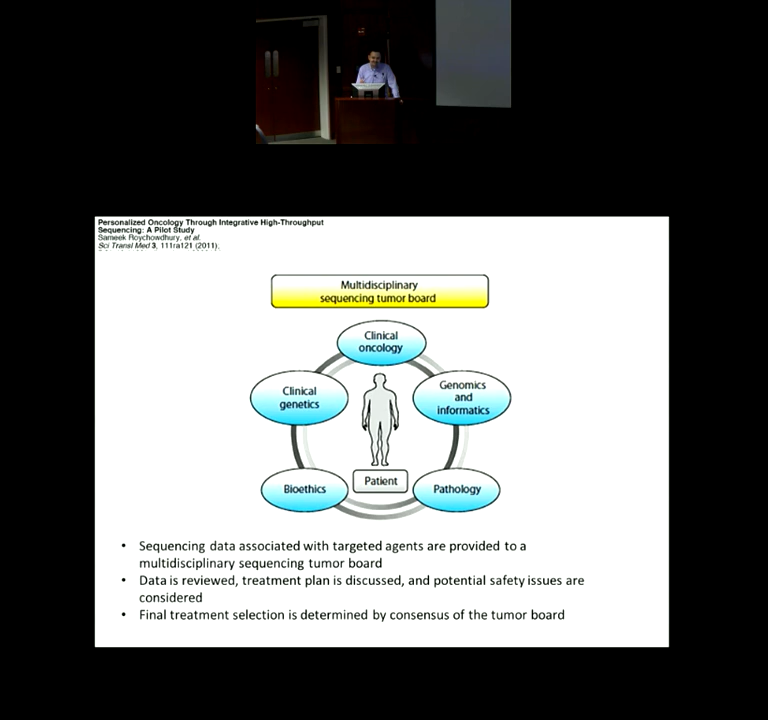 Personalized Oncology Through Integrative High-Throughput
Sequencing: A Pilot Study
Sameek Roychowdhury, et al.
Sci Transl Med 3, 111ra121 (2011),
Multidisciplinary
sequencing tumor board
Clinical
oncology
Clinical
genetics
Genomics
and
informatics
Bioethics
Patient
Pathology
• Sequencing data associated with targeted agents are provided to a
multidisciplinary sequencing tumor board
• Data is reviewed, treatment plan is discussed, and potential safety issues are
considered
• Final treatment selection is determined by consensus of the tumor board